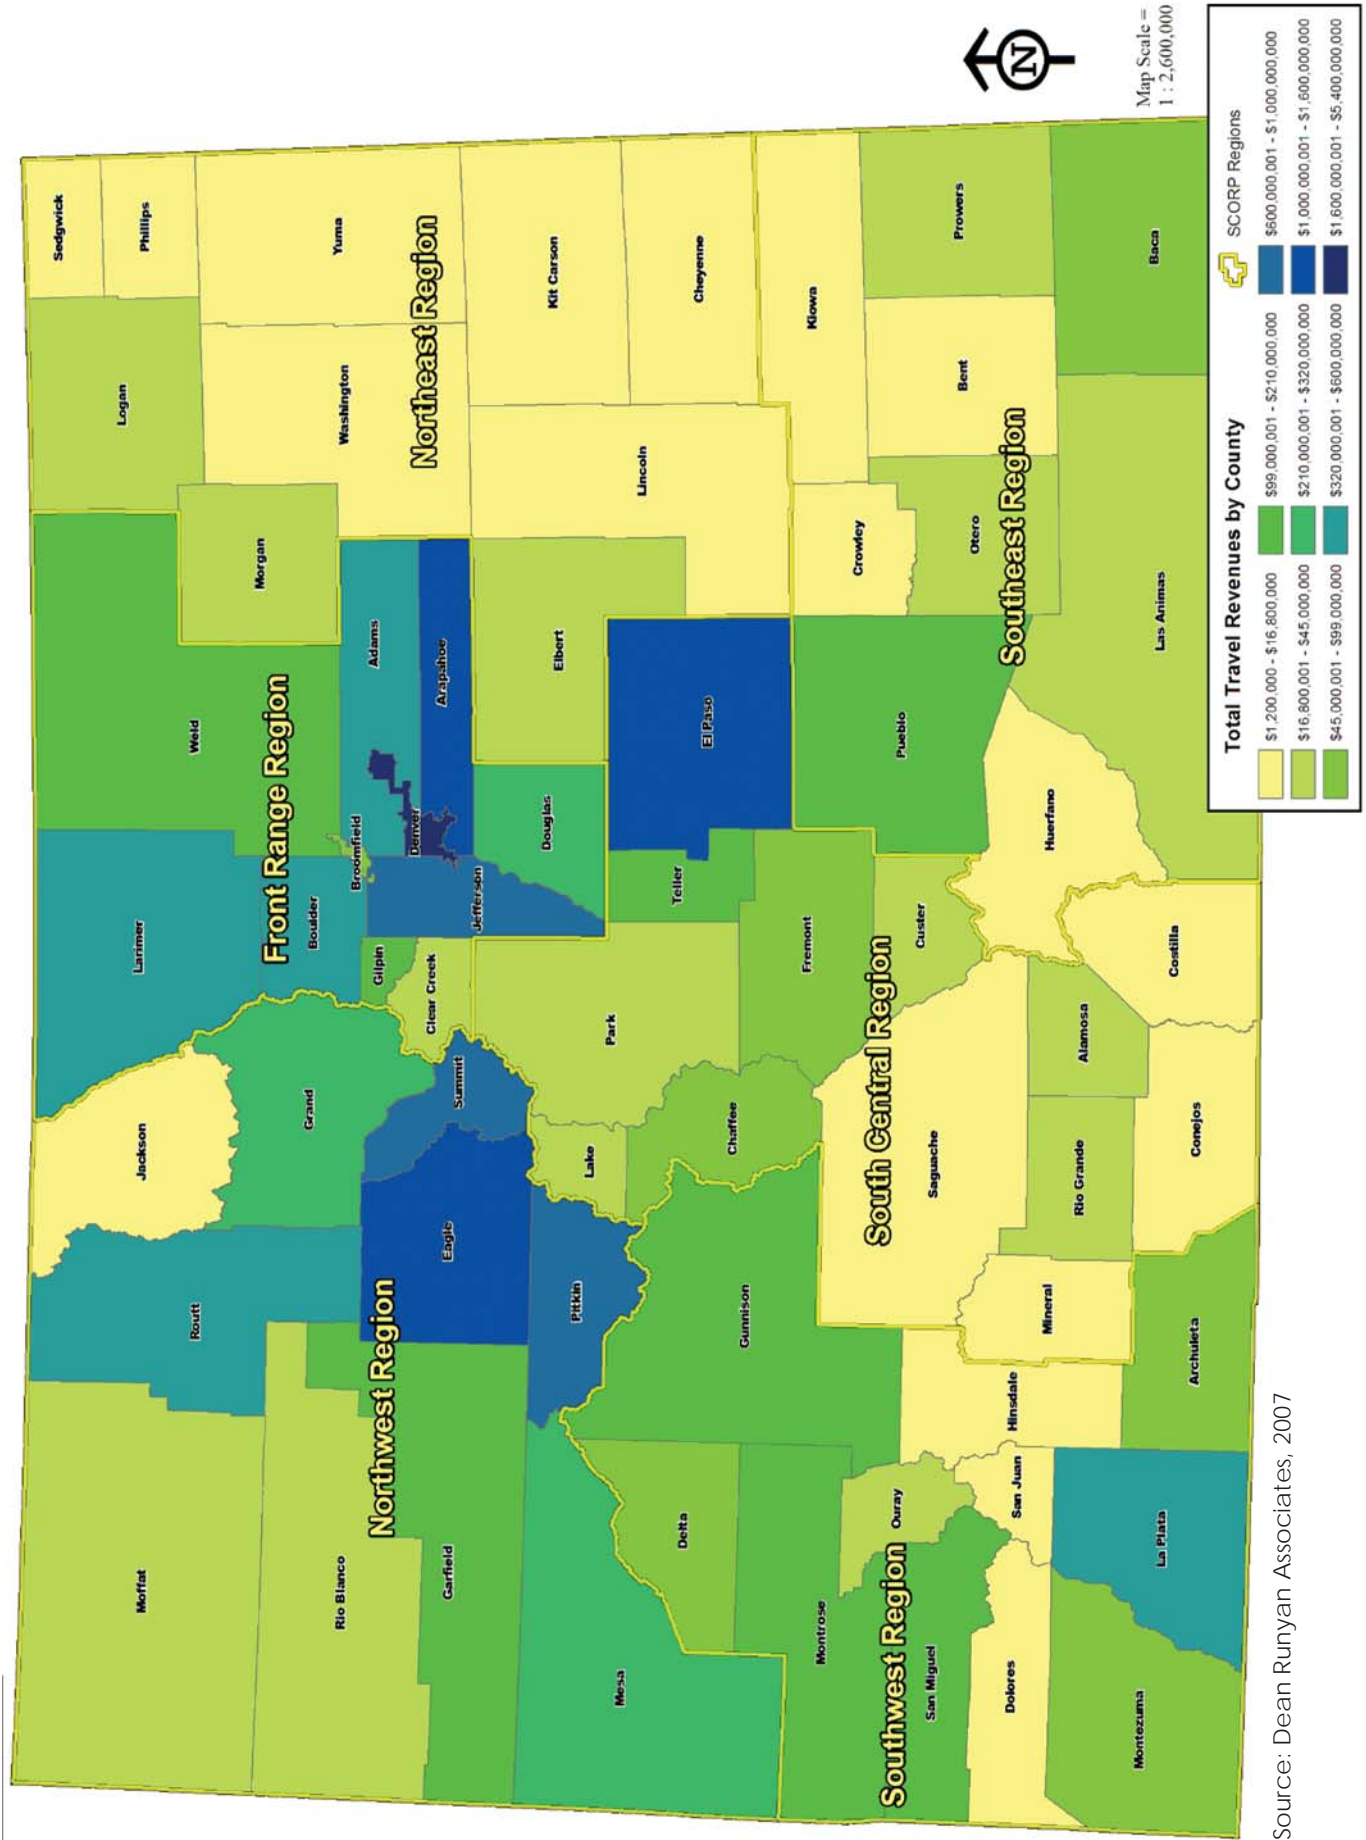 Moffat
Routt
Jackson
Larimer
Weld
Logan
Sedgwick
Phillips
Rio Blanco
Grand
Boulder
Broomfield
Morgan
Washington
Yuma
Northwest Region
Front Range Region
Northeast Region
Garfield
Eagle
Summit
Gilpin
Clear Creek
Jefferson
Denver
Adams
Arapahoe
Mesa
Pitkin
Lake
Park
Douglas
Elbert
Lincoln
Kit Carson
Cheyenne
Delta
Gunnison
Chaffee
Teller
El Paso
Montrose
Fremont
Kiowa
Ouray
San Miguel
Southwest Region
South Central Region
Saguache
Custer
Pueblo
Crowley
Otero
Bent
Prowers
Southeast Region
Dolores
San Juan
Hinsdale
Mineral
Rio Grande
Alamosa
Huerfano
Montezuma
La Plata
Archuleta
Conejos
Costilla
Las Animas
Baca
N
Map Scale =
1 : 2,600,000
Total Travel Revenues by County
SCORP Regions
$1,200,000 - $16,800,000
$16,800,001 - $45,000,000
$45,000,001 - $99,000,000
$99,000,001 - $210,000,000
$210,000,001 - $320,000,000
$320,000,001 - $600,000,000
$600,000,001 - $1,000,000,000
$1,000,000,001 - $1,600,000,000
$1,600,000,001 - $5,400,000,000
Source: Dean Runyan Associates, 2007